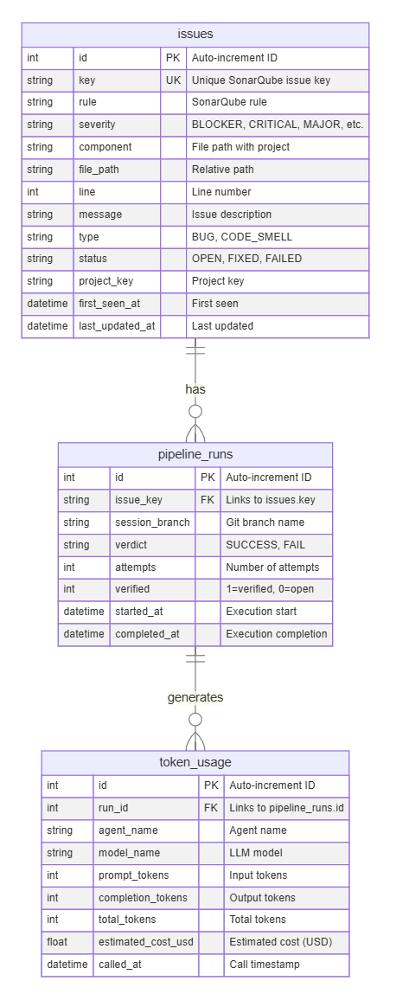 issues
int id PK Auto-increment ID
string key UK Unique SonarQube issue key
string rule SonarQube rule
string severity BLOCKER, CRITICAL, MAJOR, etc.
string component File path with project
string file_path Relative path
int line Line number
string message Issue description
string type BUG, CODE_SMELL
string status OPEN, FIXED, FAILED
string project_key Project key
datetime first_seen_at First seen
datetime last_updated_at Last updated
has
pipeline_runs
int id PK Auto-increment ID
string issue_key FK Links to issues.key
string session_branch Git branch name
string verdict SUCCESS, FAIL
int attempts Number of attempts
int verified 1=verified, 0=open
datetime started_at Execution start
datetime completed_at Execution completion
generates
token_usage
int id PK Auto-increment ID
int run_id FK Links to pipeline_runs.id
string agent_name Agent name
string model_name LLM model
int prompt_tokens Input tokens
int completion_tokens Output tokens
int total_tokens Total tokens
float estimated_cost_usd Estimated cost (USD)
datetime called_at Call timestamp